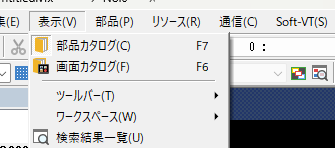 集(E) 表示(V) 部品(P) リソース(R) 通信(C) Soft-VT(S)
部品カタログ(C) F7
0 :
画面カタログ(F) F6
ツールバー(T)
ワークスペース(W)
検索結果一覧(U)